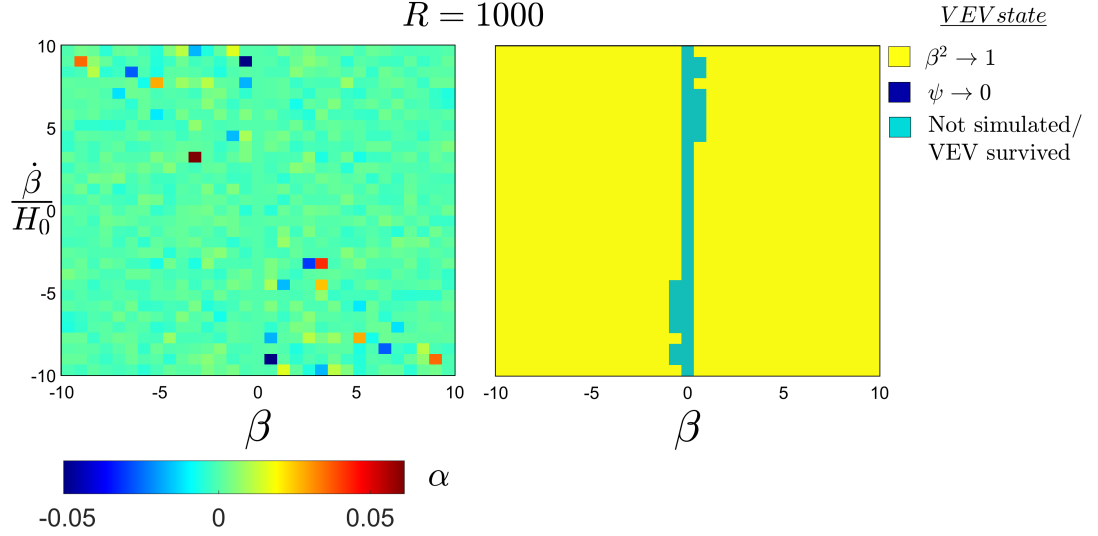 R = 1000
VEV state
β² → 1
ψ → 0
Not simulated/
VEV survived
10
5
0
-5
-10
β̇/H₀
-10 -5 0 5 10
β
-10 -5 0 5 10
β
α
-0.05 0 0.05